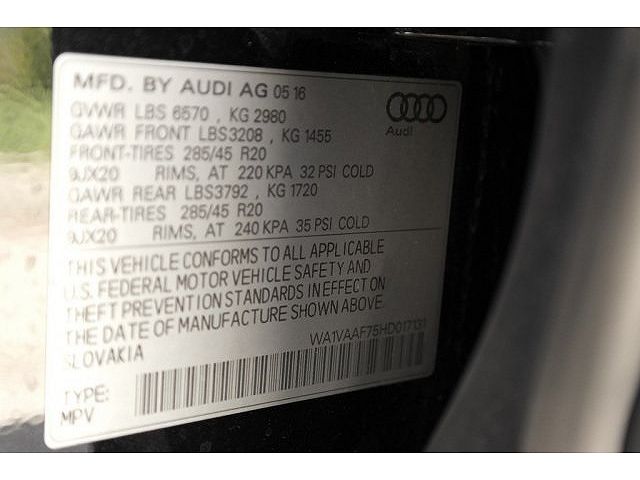 MFD. BY AUDI AG 05 16
GVWR LBS 6570 , KG 2980
GAWR FRONT LBS3208 , KG 1455
FRONT-TIRES 285/45 R20
9JX20 RIMS, AT 220 KPA 32 PSI COLD
GAWR REAR LBS3792 , KG 1720
REAR-TIRES 285/45 R20
9JX20 RIMS, AT 240 KPA 35 PSI COLD
Audi
THIS VEHICLE CONFORMS TO ALL APPLICABLE
U.S. FEDERAL MOTOR VEHICLE SAFETY AND
THEFT PREVENTION STANDARDS IN EFFECT ON
THE DATE OF MANUFACTURE SHOWN ABOVE.
SLOVAKIA
WA1VAAF75HD017131
TYPE:
MPV